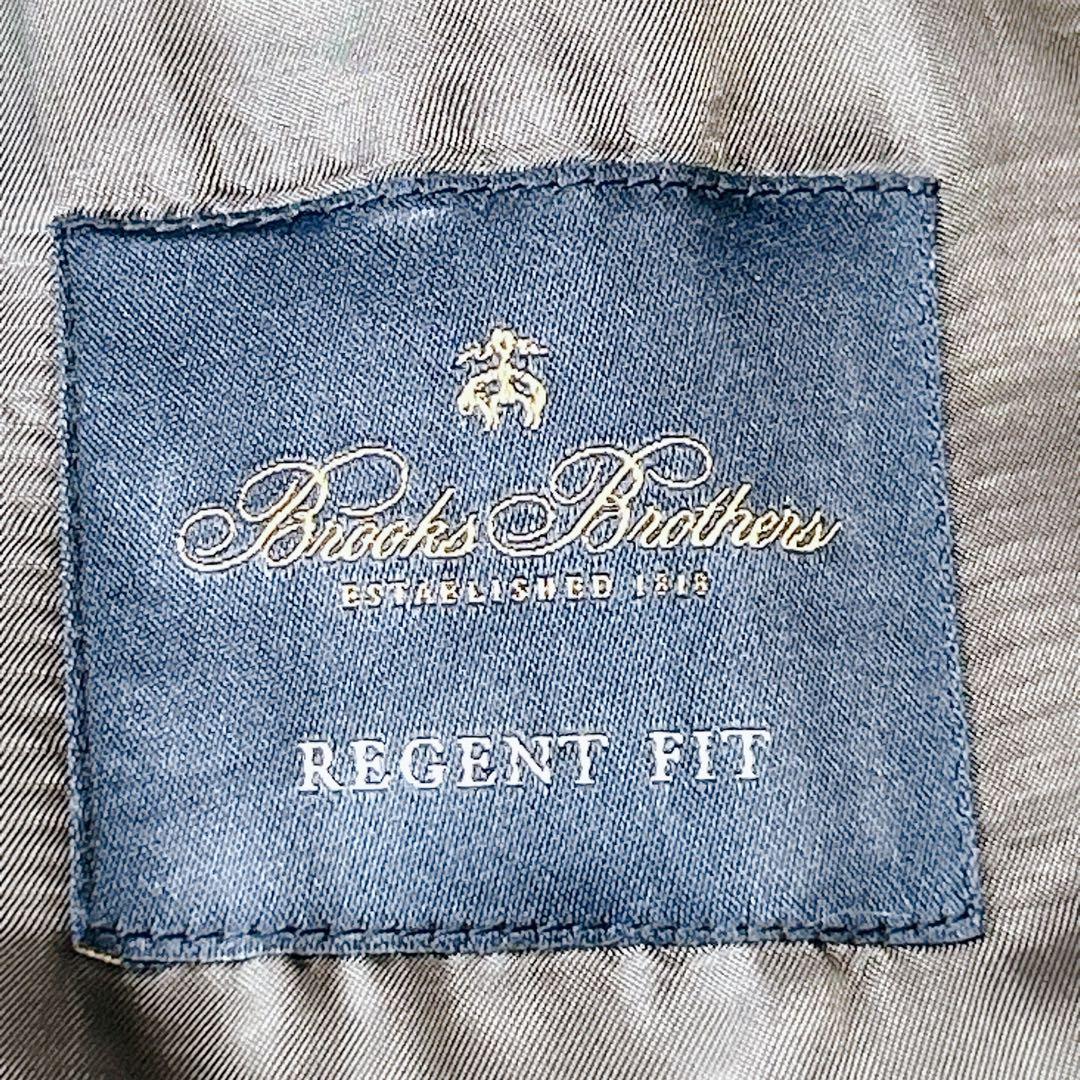 Brooks Brothers
ESTABLISHED 1818
REGENT FIT